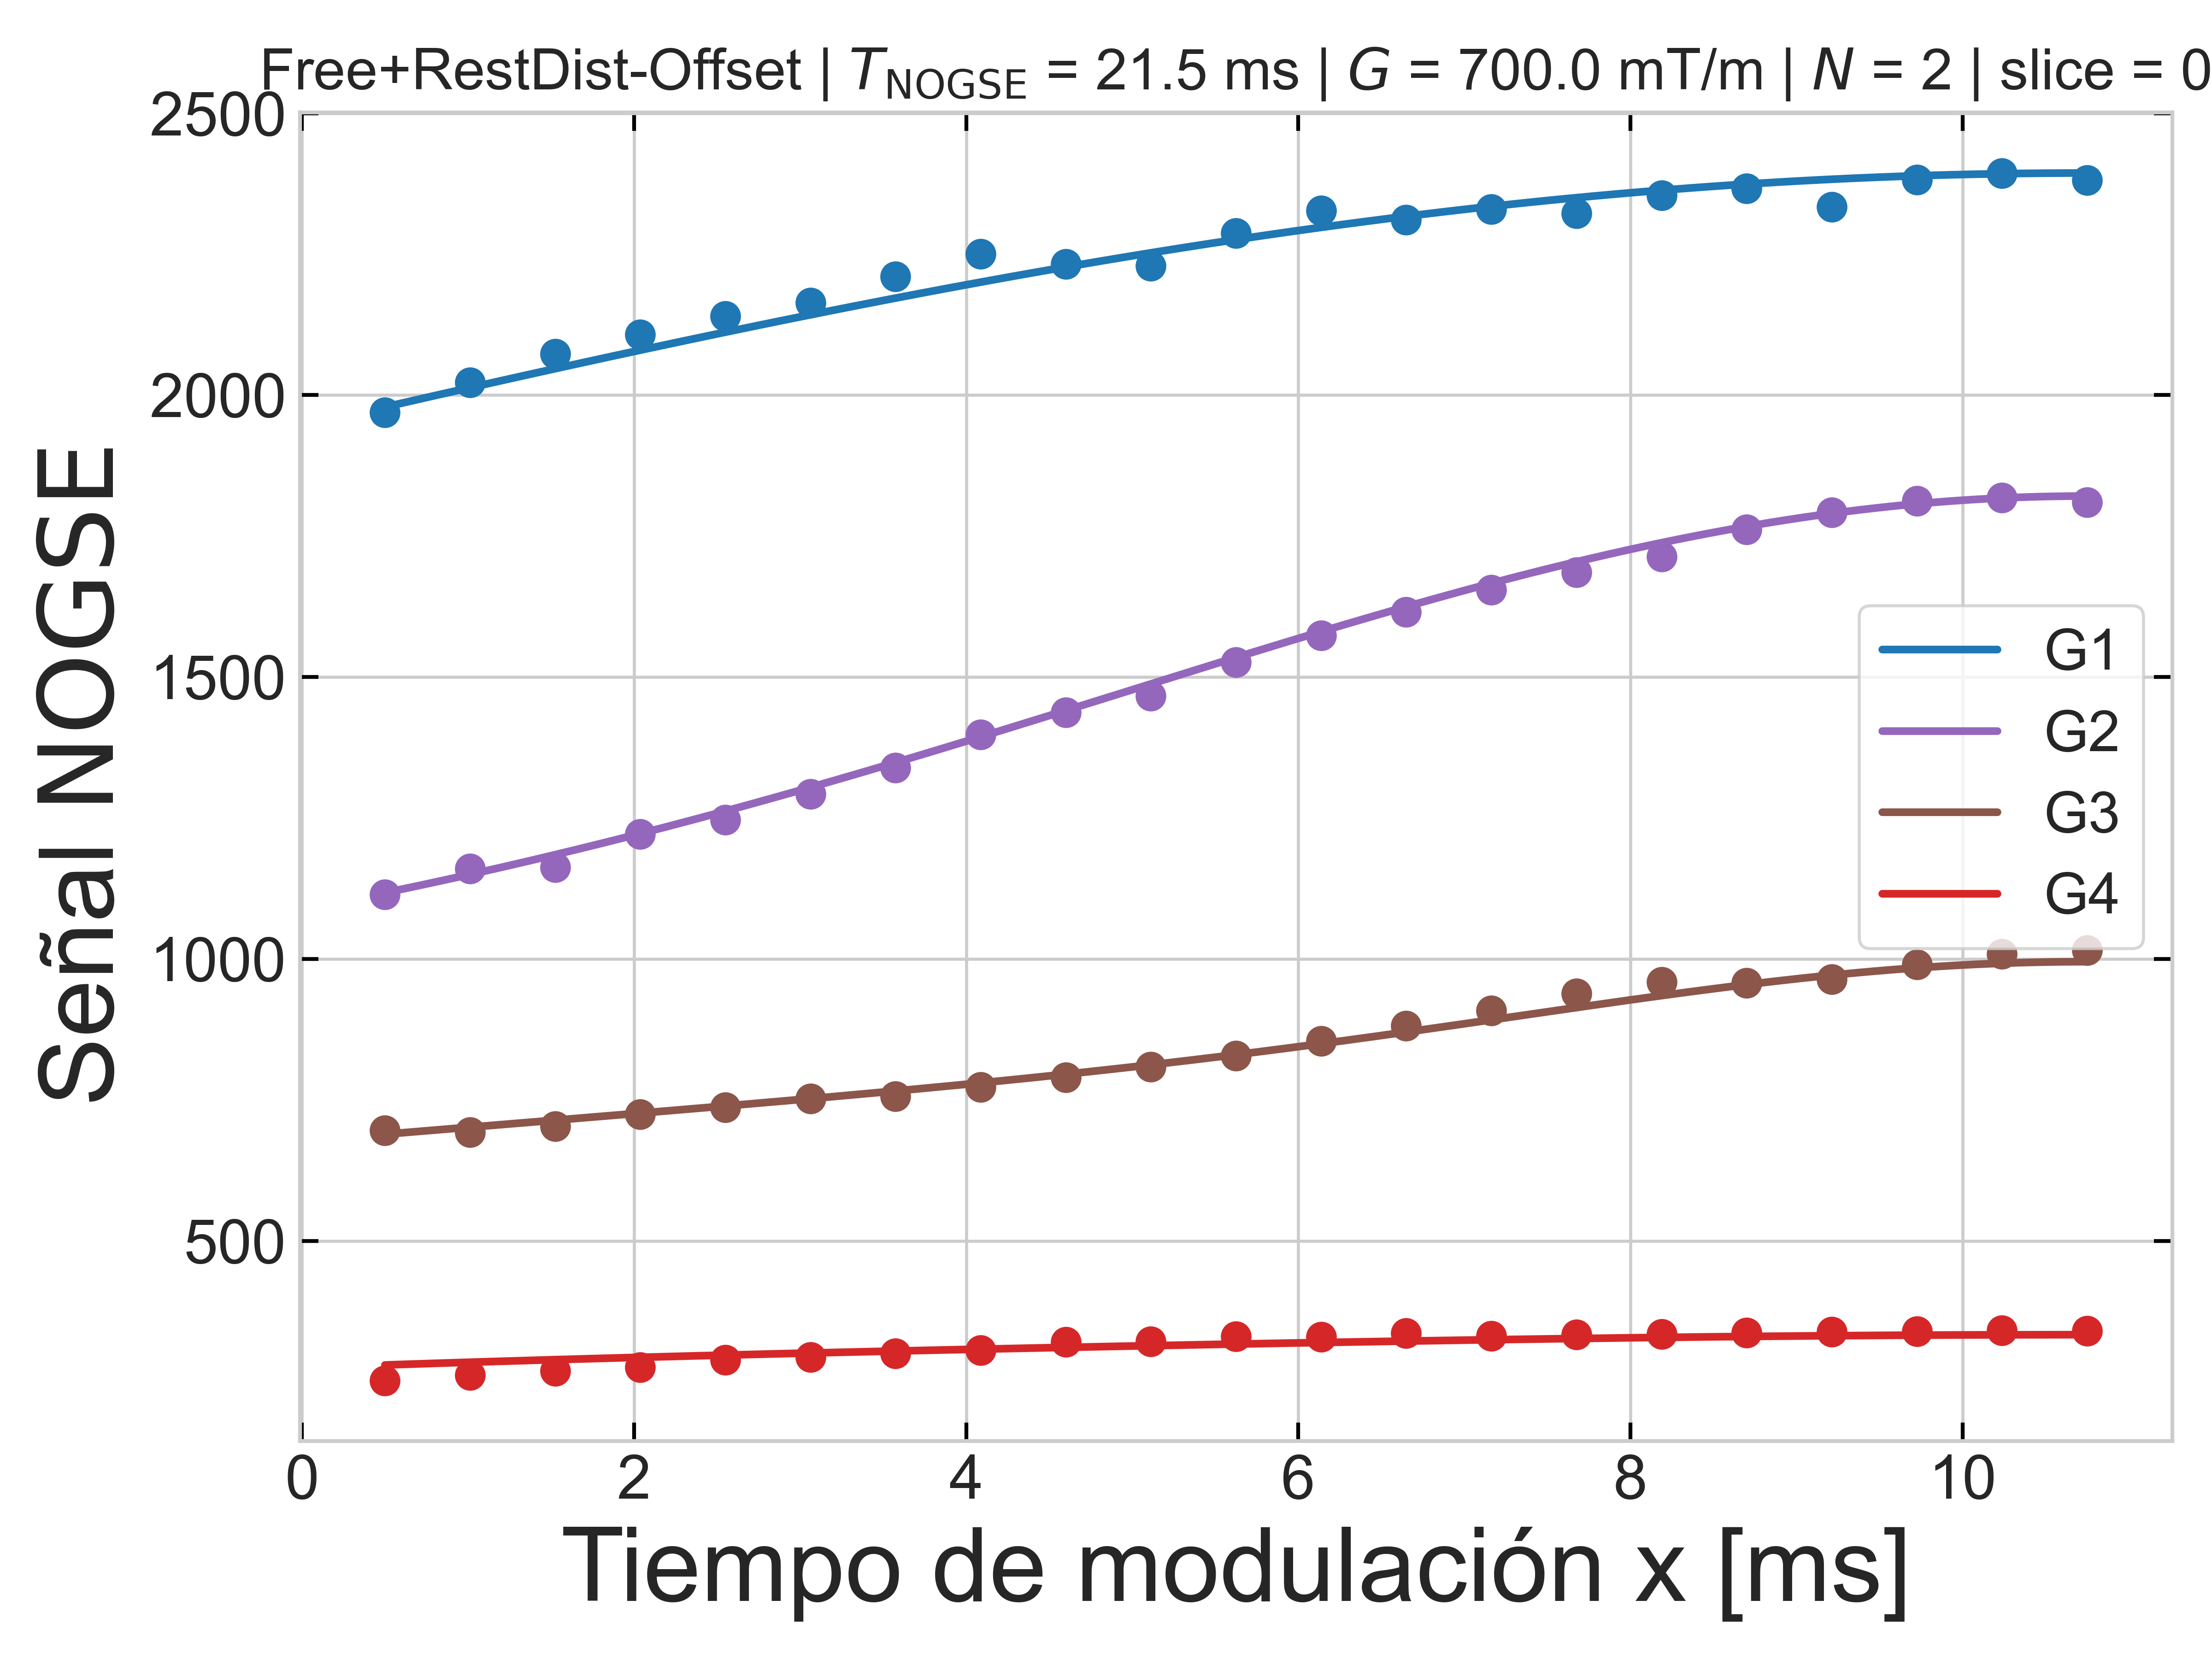 Free+RestDist-Offset | T_NOGSE = 21.5 ms | G = 700.0 mT/m | N = 2 | slice = 0
Señal NOGSE
2500
2000
1500
1000
500
G1
G2
G3
G4
0 2 4 6 8 10
Tiempo de modulación x [ms]